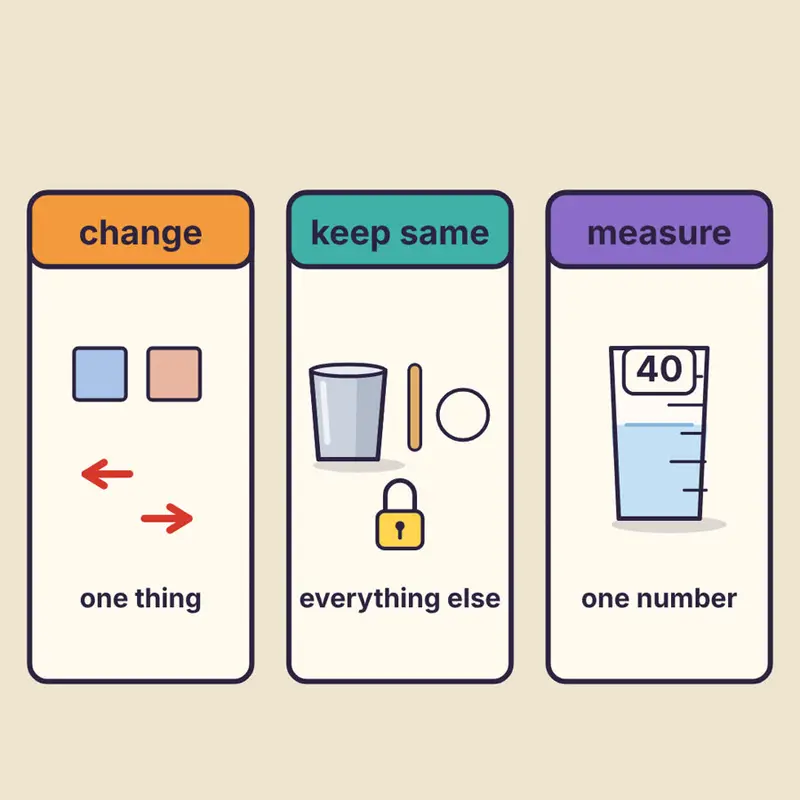 change
keep same
measure
40
one thing
everything else
one number